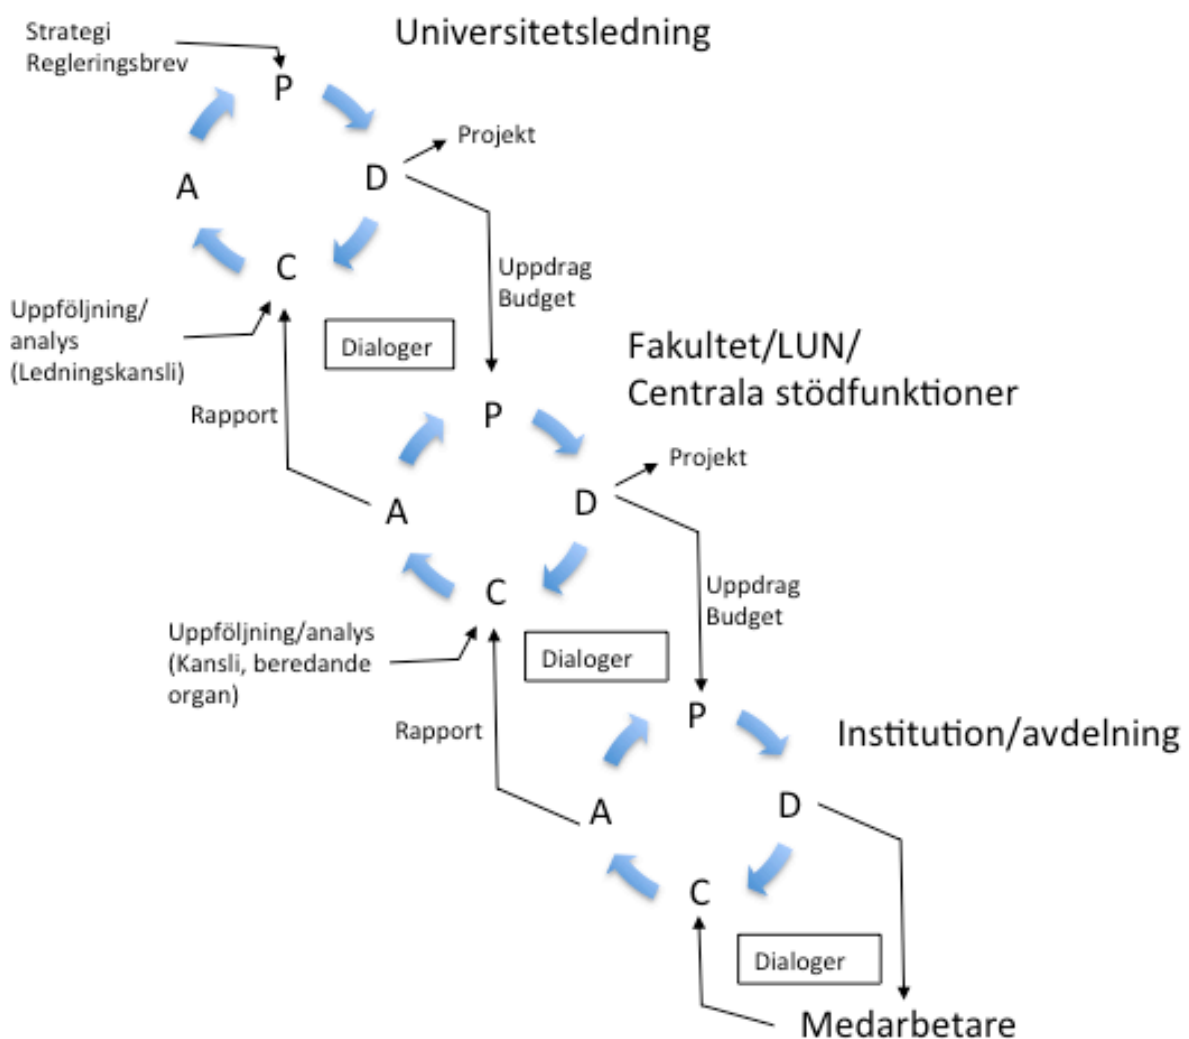 Strategi
Regleringsbrev
Universitetsledning
P
Projekt
A
D
C
Uppdrag
Budget
Uppföljning/
analys
(Ledningskansli)
Dialoger
Rapport
Fakultet/LUN/
Centrala stödfunktioner
P
Projekt
A
D
C
Uppdrag
Budget
Uppföljning/analys
(Kansli, beredande
organ)
Dialoger
Rapport
P
Institution/avdelning
A
D
C
Dialoger
Medarbetare